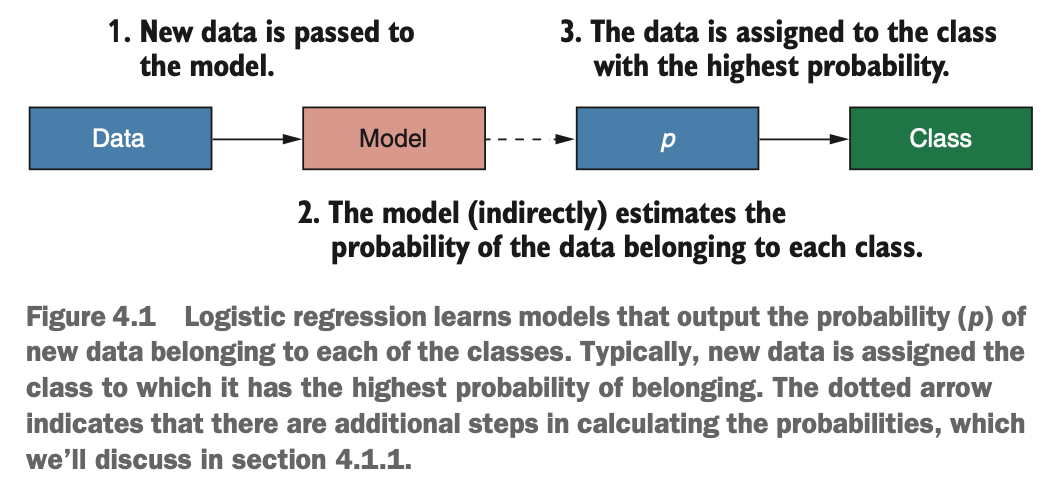 1. New data is passed to
the model.
3. The data is assigned to the class
with the highest probability.
Data
Model
p
Class
2. The model (indirectly) estimates the
probability of the data belonging to each class.
Figure 4.1 Logistic regression learns models that output the probability (p) of
new data belonging to each of the classes. Typically, new data is assigned the
class to which it has the highest probability of belonging. The dotted arrow
indicates that there are additional steps in calculating the probabilities, which
we’ll discuss in section 4.1.1.